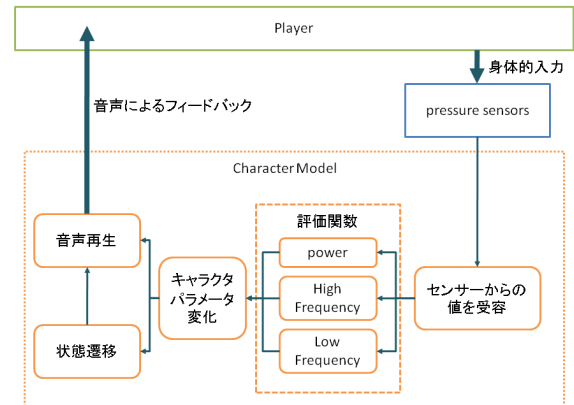 Player
身体的入力
音声によるフィードバック
pressure sensors
Character Model
評価関数
音声再生
power
キャラクタ
パラメータ
変化
High
Frequency
センサーからの
値を受容
状態遷移
Low
Frequency